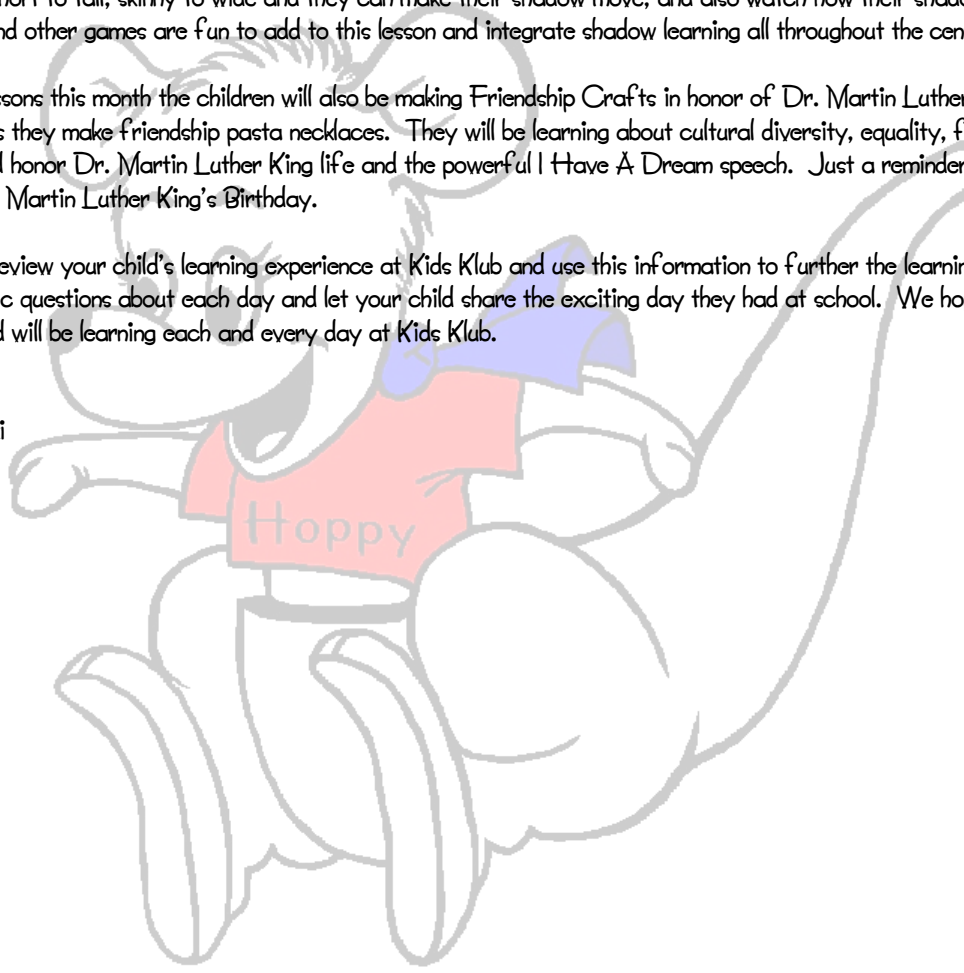 short to tall, skinny to wide and they can make their shadow move, and also watch how their
nd other games are fun to add to this lesson and integrate shadow learning all throughout the cen
ssons this month the children will also be making Friendship Crafts in honor of Dr. Martin Luther
s they make friendship pasta necklaces. They will be learning about cultural diversity, equality, f
d honor Dr. Martin Luther King life and the powerful I Have A Dream speech. Just a reminder
Martin Luther King's Birthday.
eview your child's learning experience at Kids Klub and use this information to further the learnin
c questions about each day and let your child share the exciting day they had at school. We ho
d will be learning each and every day at Kids Klub.
i
Hoppy